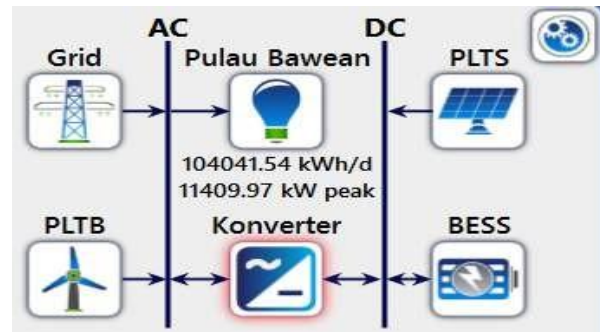 AC DC
Grid Pulau Bawean PLTS
104041.54 kWh/d
11409.97 kW peak
PLTB Konverter BESS